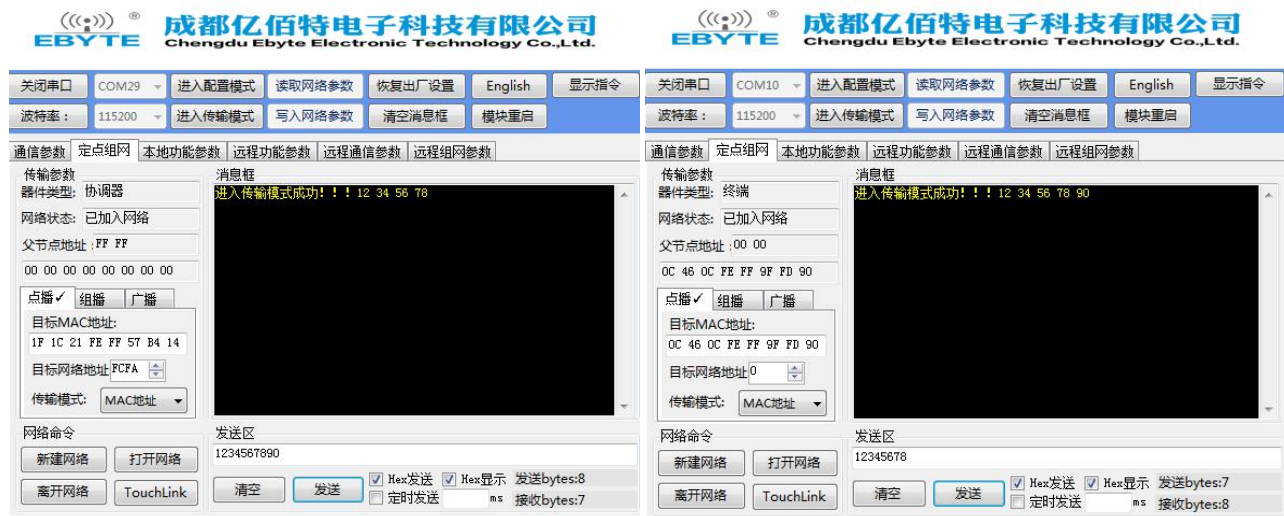 EBYTE ®
成都亿佰特电子科技有限公司
Chengdu Ebyte Electronic Technology Co.,Ltd.
关闭串口 COM29 进入配置模式 读取网络参数 恢复出厂设置 English 显示指令
波特率： 115200 进入传输模式 写入网络参数 清空消息框 模块重启
通信参数 定点组网 本地功能参数 远程功能参数 远程通信参数 远程组网参数
传输参数
器件类型: 协调器
网络状态: 已加入网络
父节点地址: FF FF
00 00 00 00 00 00 00 00
点播✓ 组播 广播
目标MAC地址:
1F 1C 21 FE FF 57 B4 14
目标网络地址 FCFA
传输模式: MAC地址
网络命令
新建网络 打开网络
离开网络 TouchLink
消息框
进入传输模式成功!!! 12 34 56 78
发送区
1234567890
清空 发送
Hex发送 Hex显示 发送bytes:8
定时发送 ms 接收bytes:7
EBYTE ®
成都亿佰特电子科技有限公司
Chengdu Ebyte Electronic Technology Co.,Ltd.
关闭串口 COM10 进入配置模式 读取网络参数 恢复出厂设置 English 显示指令
波特率： 115200 进入传输模式 写入网络参数 清空消息框 模块重启
通信参数 定点组网 本地功能参数 远程功能参数 远程通信参数 远程组网参数
传输参数
器件类型: 终端
网络状态: 已加入网络
父节点地址: 00 00
0C 46 0C FE FF 9F FD 90
点播✓ 组播 广播
目标MAC地址:
0C 46 0C FE FF 9F FD 90
目标网络地址 0
传输模式: MAC地址
网络命令
新建网络 打开网络
离开网络 TouchLink
消息框
进入传输模式成功!!! 12 34 56 78 90
发送区
12345678
清空 发送
Hex发送 Hex显示 发送bytes:7
定时发送 ms 接收bytes:8